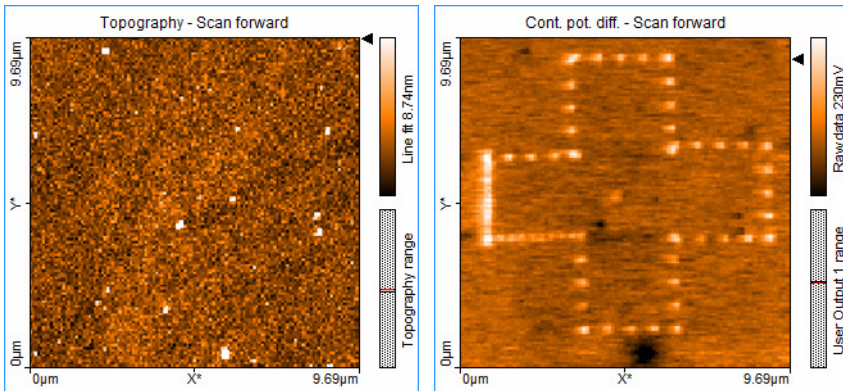 Topography - Scan forward
9.69µm
Y*
0µm
0µm
X*
9.69µm
Line fit 8.74nm
Topography range
Cont. pot. diff. - Scan forward
9.69µm
Y*
0µm
0µm
X*
9.69µm
Raw data 230mV
User Output 1 range